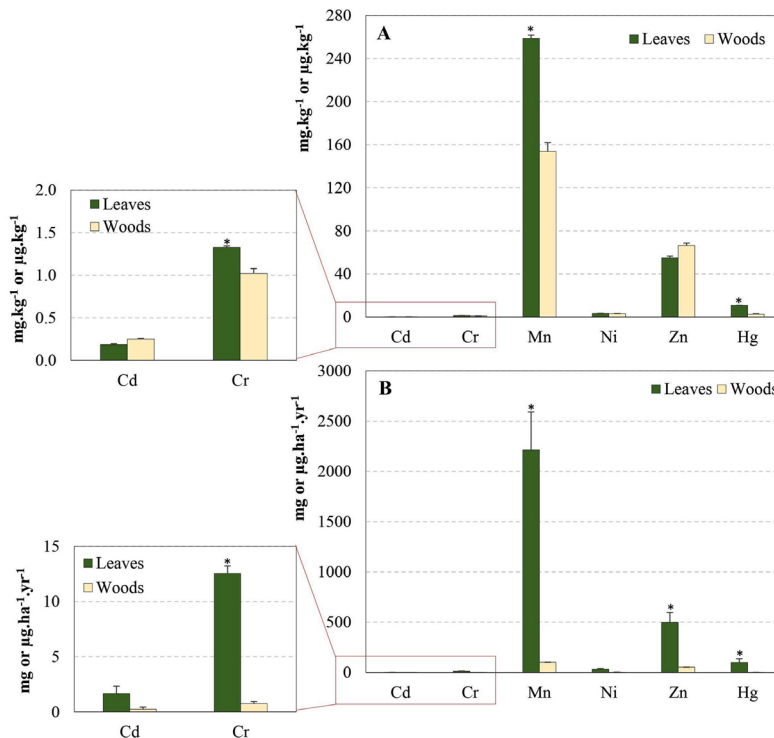 A
Leaves Woods
mg.kg⁻¹ or µg.kg⁻¹
280
240
200
160
120
80
40
0
Cd Cr Mn Ni Zn Hg
*
*
Leaves
Woods
mg.kg⁻¹ or µg.kg⁻¹
2.0
1.5
1.0
0.5
0.0
Cd Cr
*
B
Leaves Woods
mg or µg.ha⁻¹.yr⁻¹
3000
2500
2000
1500
1000
500
0
Cd Cr Mn Ni Zn Hg
*
*
*
Leaves
Woods
mg or µg.ha⁻¹.yr⁻¹
15
10
5
0
Cd Cr
*